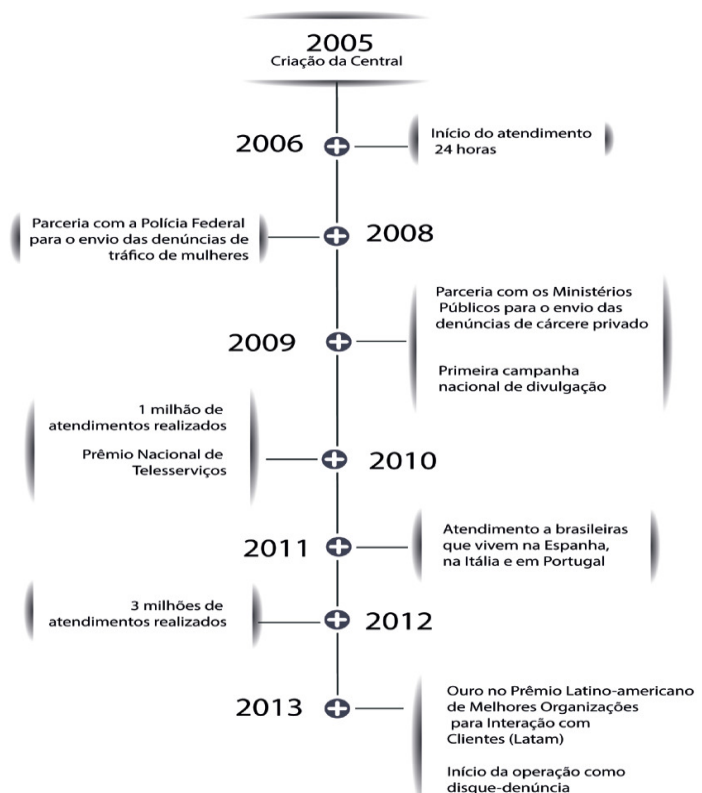 2005
Criação da Central
2006
Início do atendimento
24 horas
Parceria com a Polícia Federal
para o envio das denúncias de
tráfico de mulheres
2008
2009
Parceria com os Ministérios
Públicos para o envio das
denúncias de cárcere privado
Primeira campanha
nacional de divulgação
1 milhão de
atendimentos realizados
Prêmio Nacional de
Telesserviços
2010
2011
Atendimento a brasileiras
que vivem na Espanha,
na Itália e em Portugal
3 milhões de
atendimentos realizados
2012
2013
Ouro no Prêmio Latino-americano
de Melhores Organizações
para Interação com
Clientes (Latam)
Início da operação como
disque-denúncia